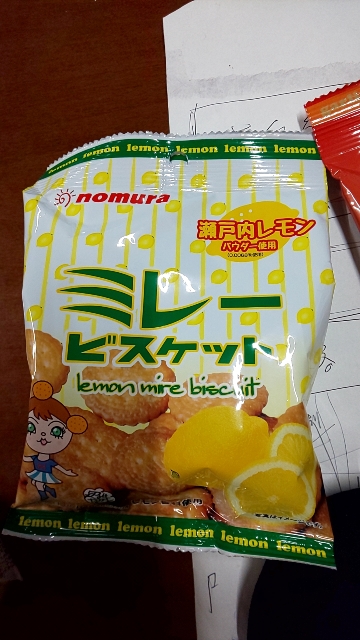 lemon lemon lemon lemon lemon lemon
nomura
瀬戸内レモン
パウダー使用
ミレー
ビスケット
lemon mire biscuit
lemon lemon lemon lemon lemon lemon